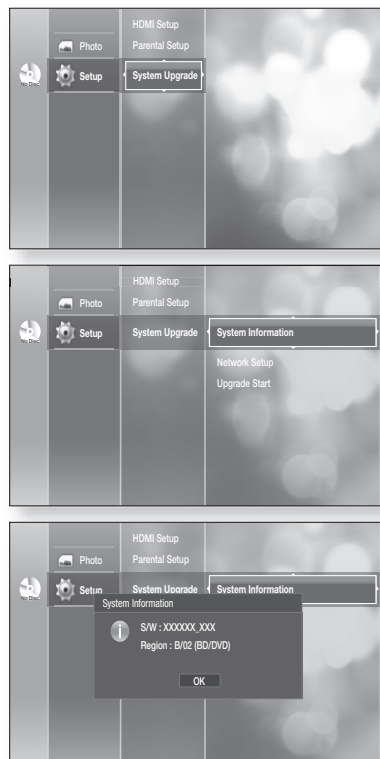 HDMI Setup
Photo Parental Setup
No Disc Setup System Upgrade
HDMI Setup
Photo Parental Setup
No Disc Setup System Upgrade System Information
Network Setup
Upgrade Start
HDMI Setup
Photo Parental Setup
No Disc Setup System Upgrade System Information
System Information
S/W : XXXXXX_XXX
Region : B/02 (BD/DVD)
OK